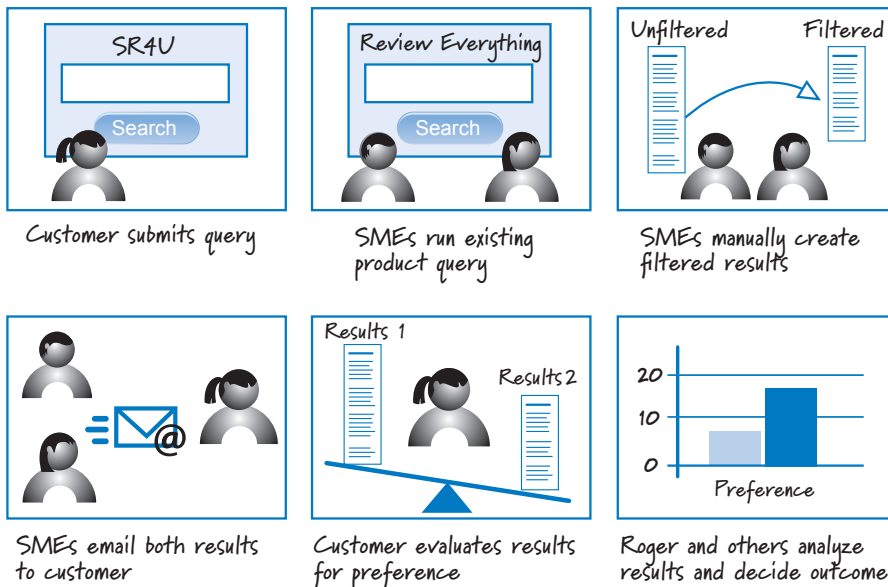 SR4U
Search
Customer submits query
Review Everything
Search
SMEs run existing
product query
Unfiltered
Filtered
SMEs manually create
filtered results
@
SMEs email both results
to customer
Results 1
Results 2
Customer evaluates results
for preference
20
10
0
Preference
Roger and others analyze
results and decide outcome